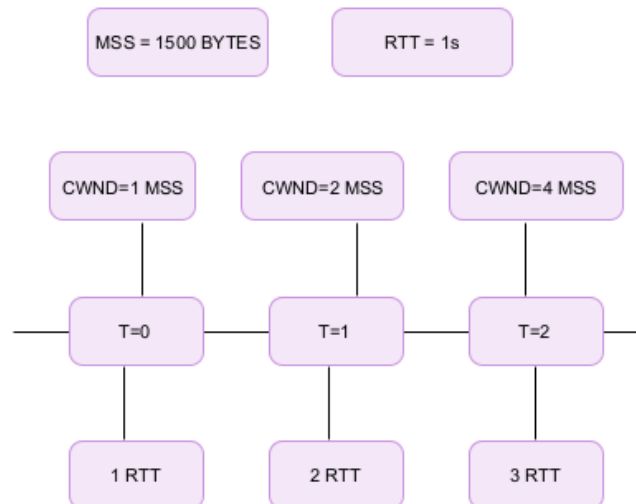 MSS = 1500 BYTES
RTT = 1s
CWND=1 MSS
CWND=2 MSS
CWND=4 MSS
T=0
T=1
T=2
1 RTT
2 RTT
3 RTT